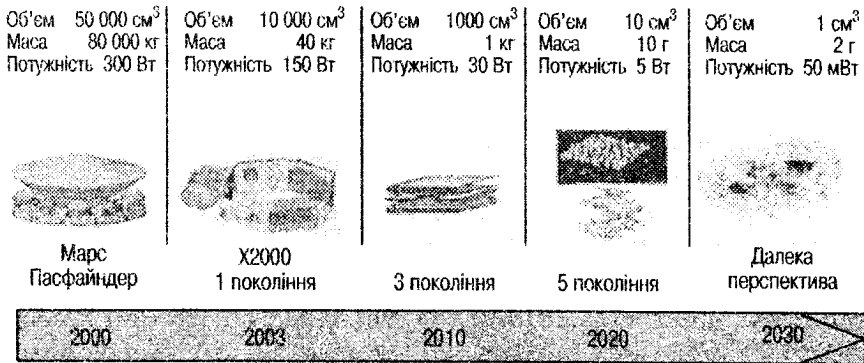 Об’єм 50 000 см³
Маса 80 000 кг
Потужність 300 Вт
Об’єм 10 000 см³
Маса 40 кг
Потужність 150 Вт
Об’єм 1000 см³
Маса 1 кг
Потужність 30 Вт
Об’єм 10 см³
Маса 10 г
Потужність 5 Вт
Об’єм 1 см³
Маса 2 г
Потужність 50 мВт
Марс
Пасфайндер
Х2000
1 покоління
3 покоління
5 покоління
Далека
перспектива
2000 2003 2010 2020 2030